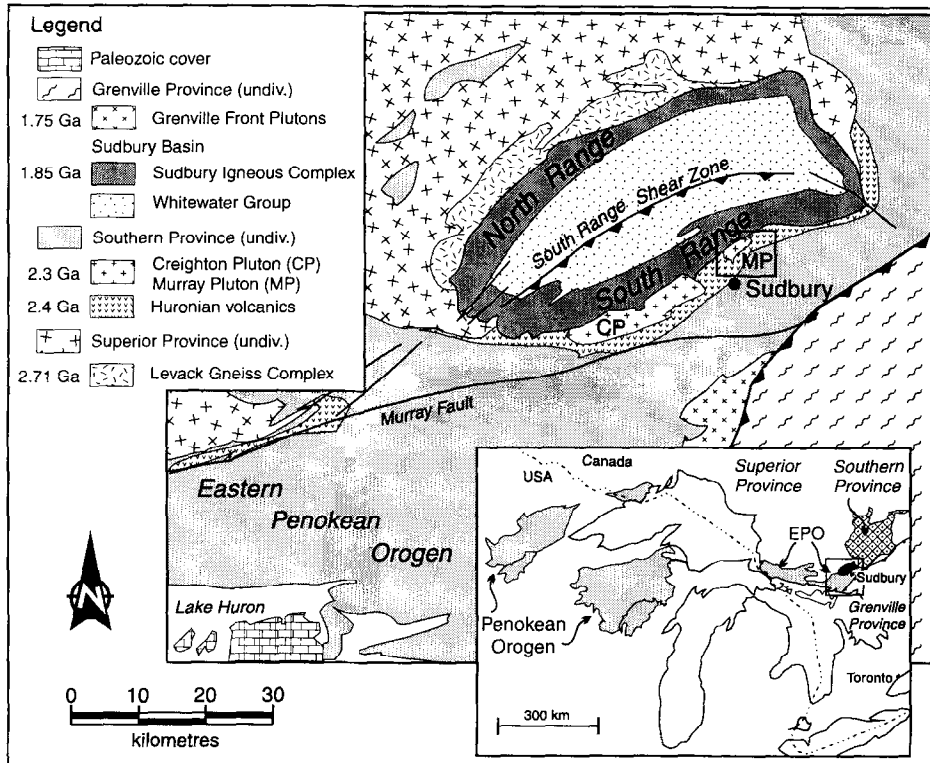 Legend
Paleozoic cover
Grenville Province (undiv.)
1.75 Ga Grenville Front Plutons
Sudbury Basin
1.85 Ga Sudbury Igneous Complex
Whitewater Group
Southern Province (undiv.)
2.3 Creighton Pluton (CP)
Murray Pluton (MP)
2.4 Ga Huronian volcanics
Superior Province (undiv.)
2.71 Ga Levack Gneiss Complex
North Range
South Range Shear Zone
South Range
MP
Sudbury
CP
Murray Fault
Eastern
Penokean
Orogen
Lake Huron
N
0 10 20 30
kilometres
Canada
USA
Superior
Province
Southern
Province
EPO
Sudbury
Grenville
Province
Penokean
Orogen
Toronto
300 km